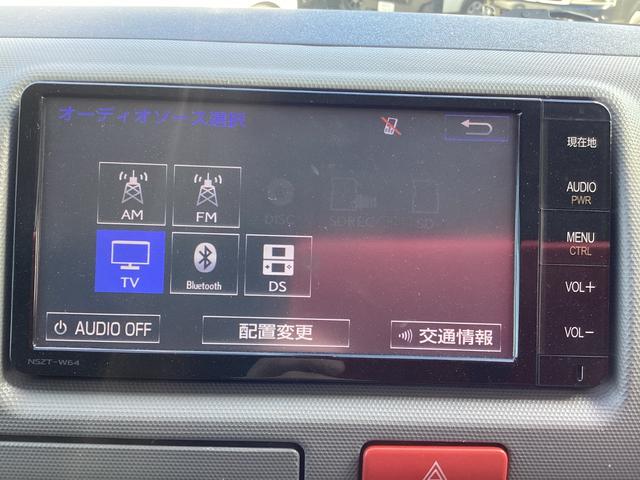 オーディオソース選択
現在地
AM
FM
DISC
SD
AUDIO
PWR
TV
Bluetooth
DS
MENU
CTRL
VOL+
AUDIO OFF
配置変更
交通情報
VOL-
NSZT-W64